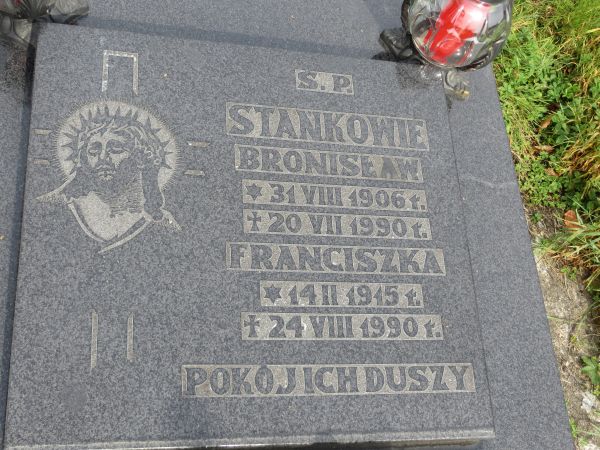 Ś. P.
STANKOWIE
BRONISŁAW
✶ 31 VIII 1906 r.
✝ 20 VII 1990 r.
FRANCISZKA
✶ 14 II 1915 r.
✝ 24 VIII 1990 r.
POKÓJ ICH DUSZY